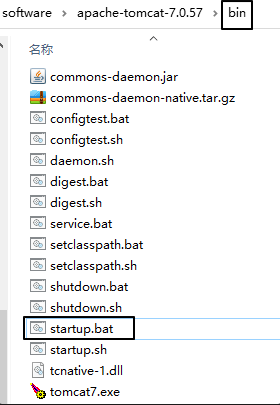 software > apache-tomcat-7.0.57 > bin
名称
commons-daemon.jar
commons-daemon-native.tar.gz
configtest.bat
configtest.sh
daemon.sh
digest.bat
digest.sh
service.bat
setclasspath.bat
setclasspath.sh
shutdown.bat
shutdown.sh
startup.bat
startup.sh
tcnative-1.dll
tomcat7.exe